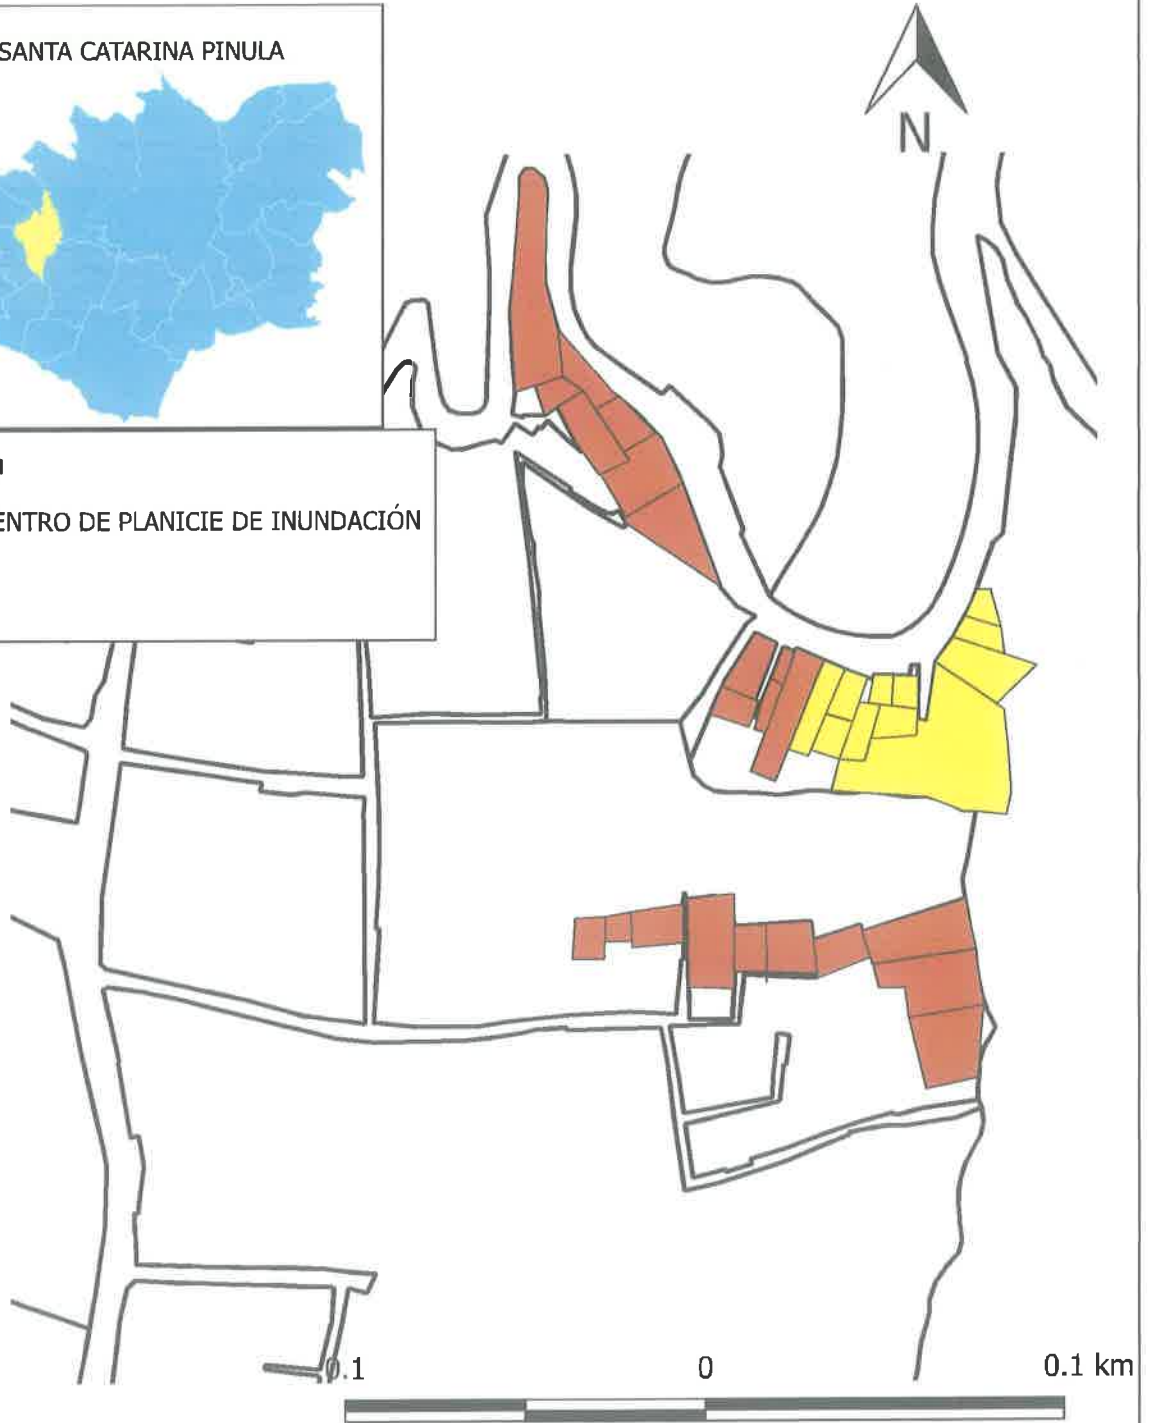 SANTA CATARINA PINULA
N
ENTRO DE PLANICIE DE INUNDACIÓN
0.1 0 0.1 km